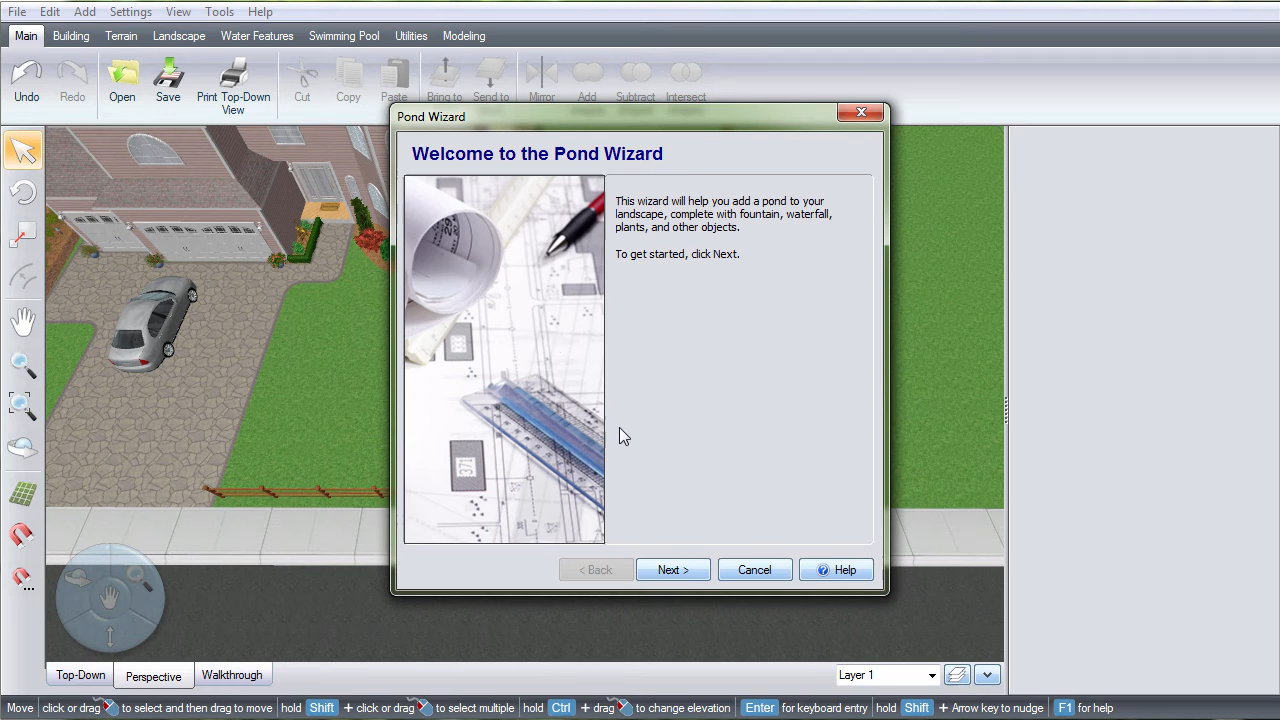 File Edit Add Settings View Tools Help
Main Building Terrain Landscape Water Features Swimming Pool Utilities Modeling
Undo Redo Open Save Print Top-Down View Cut Copy Paste Bring to Send to Mirror Add Subtract Intersect
Pond Wizard
Welcome to the Pond Wizard
This wizard will help you add a pond to your
landscape, complete with fountain, waterfall,
plants, and other objects.
To get started, click Next.
371
< Back Next > Cancel Help
Top-Down Perspective Walkthrough Layer 1
Move click or drag to select and then drag to move hold Shift + click or drag to select multiple hold Ctrl + drag to change elevation Enter for keyboard entry hold Shift + Arrow key to nudge F1 for help